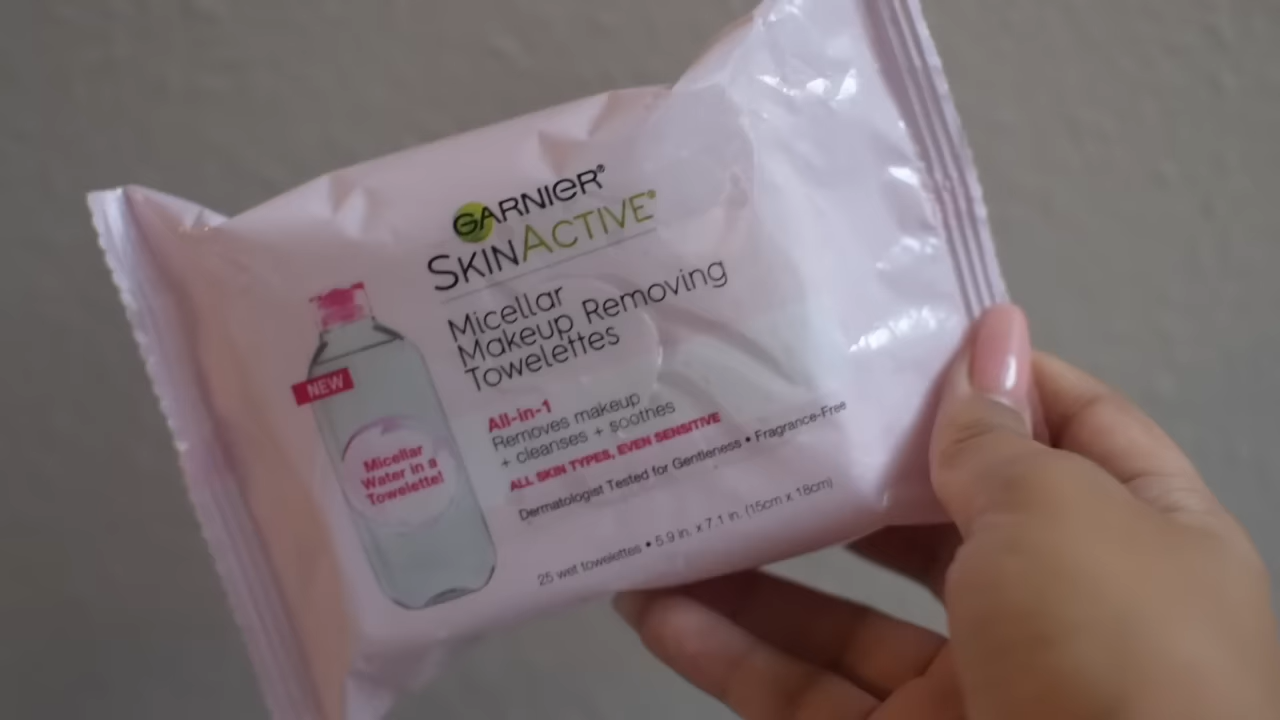 GARNIER®
SKINACTIVE®
Micellar
Makeup Removing
Towelettes
NEW
Micellar
Water in a
Towelette!
All-in-1
Removes makeup
+ cleanses + soothes
ALL SKIN TYPES, EVEN SENSITIVE
Dermatologist Tested for Gentleness • Fragrance-Free
25 wet towelettes • 5.9 in. x 7.1 in. (15cm x 18cm)